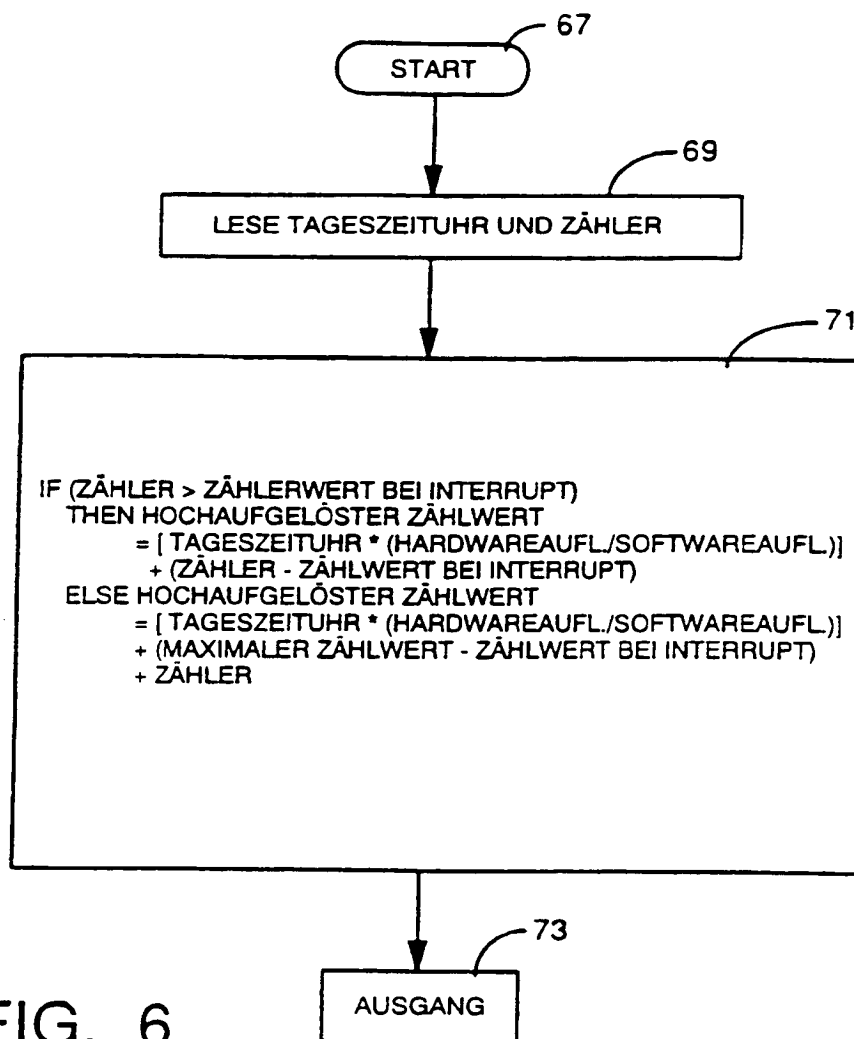 67
START
69
LESE TAGESZEITUHR UND ZÄHLER
71
IF (ZÄHLER > ZÄHLERWERT BEI INTERRUPT)
THEN HOCHAUFGELÖSTER ZÄHLWERT
= [ TAGESZEITUHR * (HARDWAREAUFL./SOFTWAREAUFL.)]
+ (ZÄHLER - ZÄHLWERT BEI INTERRUPT)
ELSE HOCHAUFGELÖSTER ZÄHLWERT
= [ TAGESZEITUHR * (HARDWAREAUFL./SOFTWAREAUFL.)]
+ (MAXIMALER ZÄHLWERT - ZÄHLWERT BEI INTERRUPT)
+ ZÄHLER
73
AUSGANG
FIG. 6